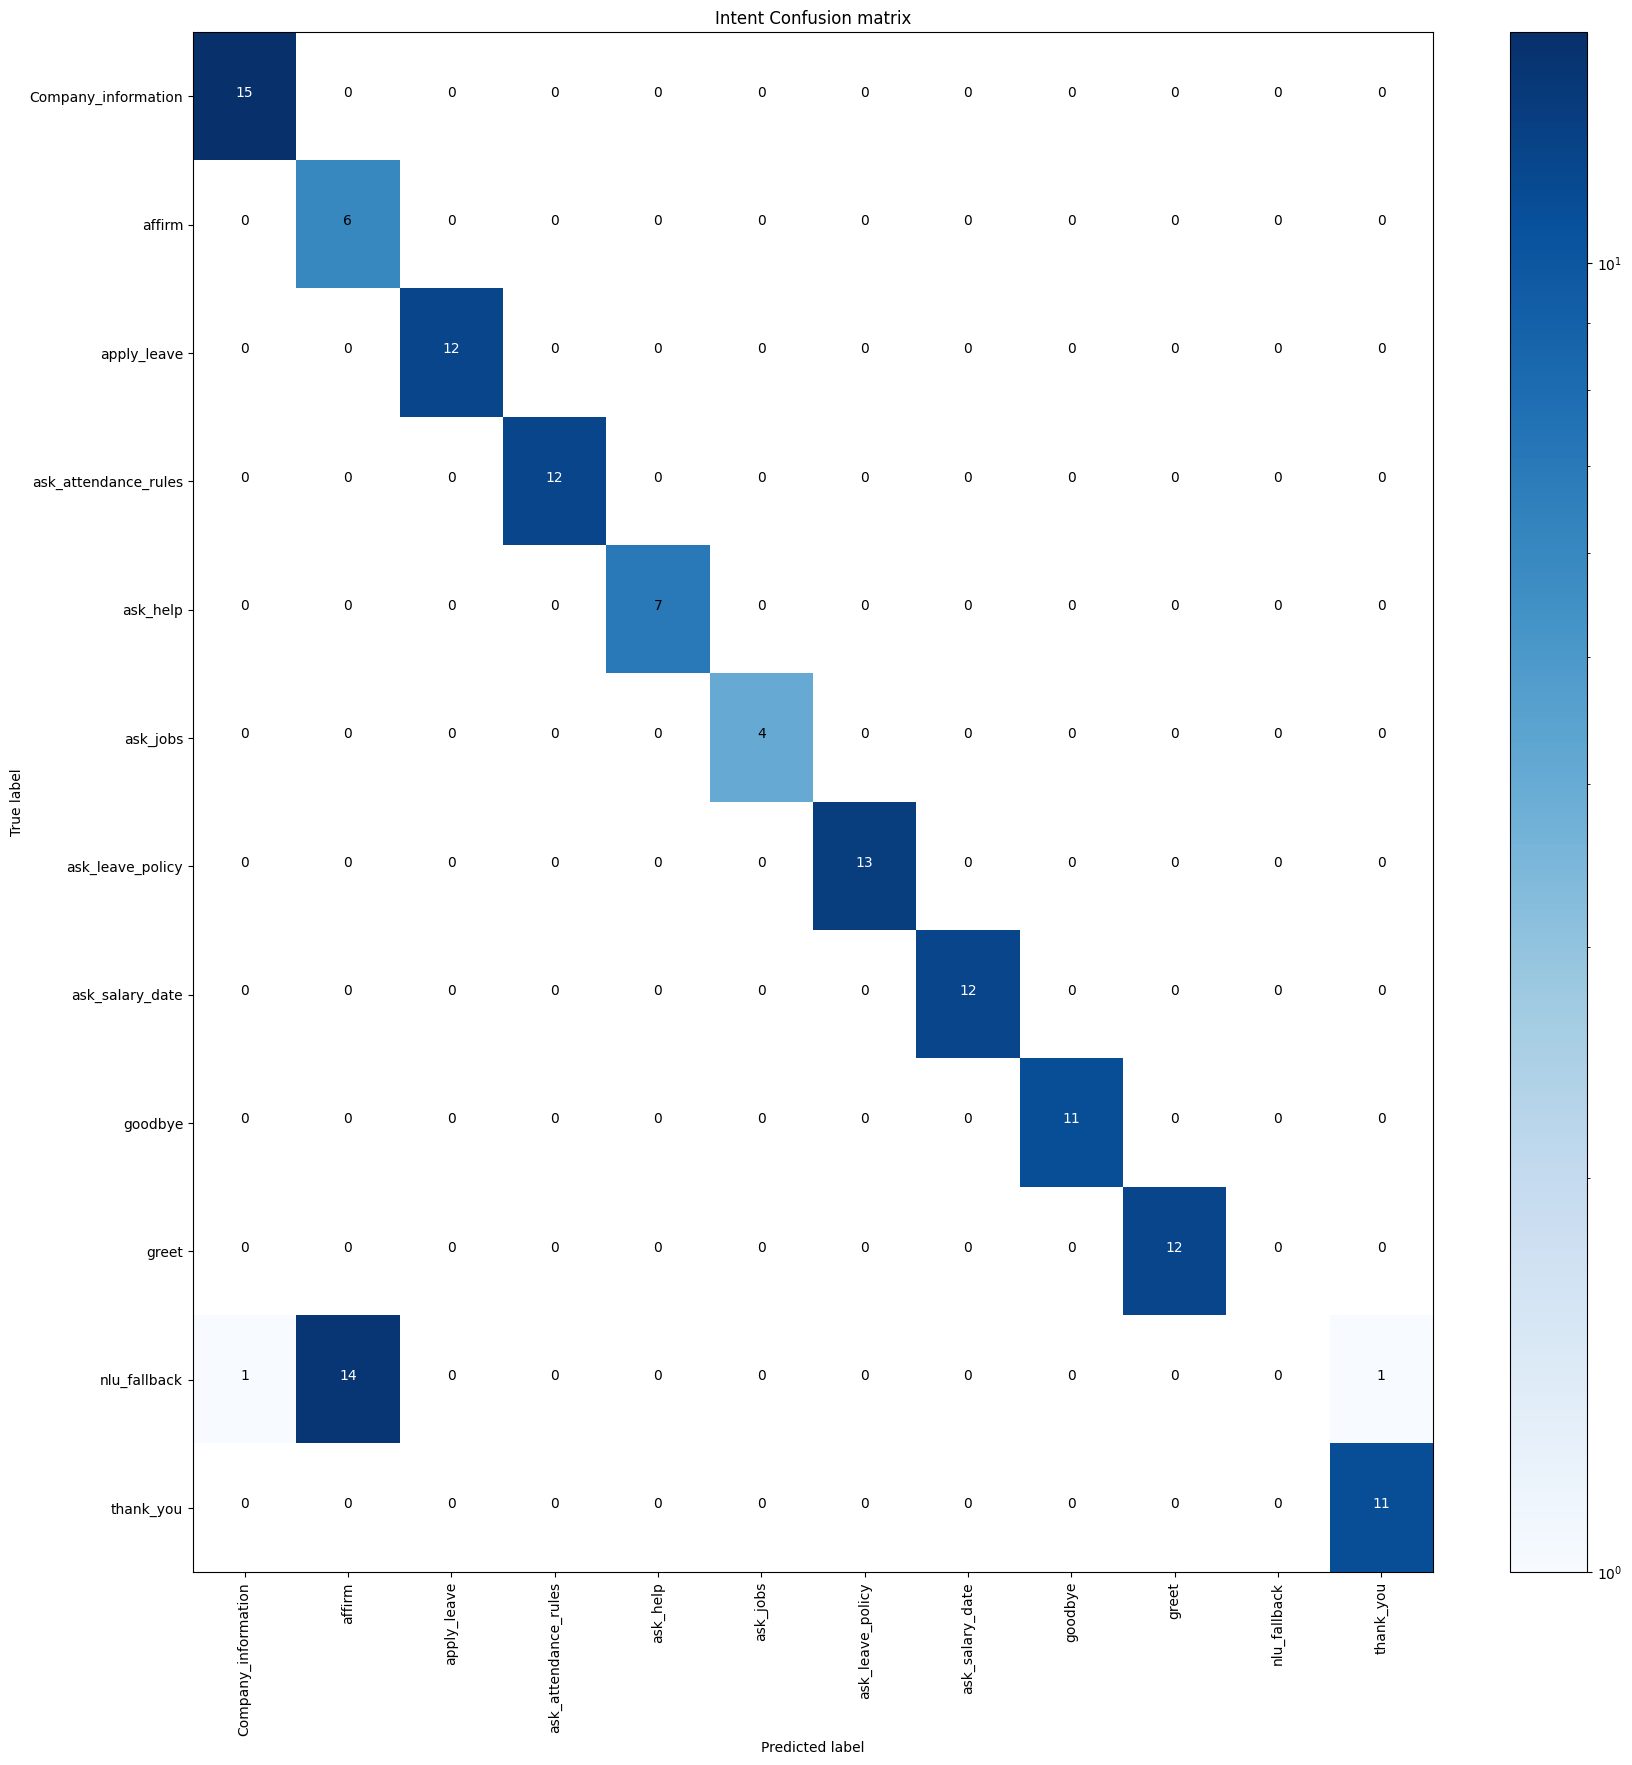 Intent Confusion matrix
Company_information 15 0 0 0 0 0 0 0 0 0 0 0
affirm 0 6 0 0 0 0 0 0 0 0 0 0
apply_leave 0 0 12 0 0 0 0 0 0 0 0 0
ask_attendance_rules 0 0 0 12 0 0 0 0 0 0 0 0
ask_help 0 0 0 0 7 0 0 0 0 0 0 0
ask_jobs 0 0 0 0 0 4 0 0 0 0 0 0
ask_leave_policy 0 0 0 0 0 0 13 0 0 0 0 0
ask_salary_date 0 0 0 0 0 0 0 12 0 0 0 0
goodbye 0 0 0 0 0 0 0 0 11 0 0 0
greet 0 0 0 0 0 0 0 0 0 12 0 0
nlu_fallback 1 14 0 0 0 0 0 0 0 0 0 1
thank_you 0 0 0 0 0 0 0 0 0 0 0 11
True label
Company_information
affirm
apply_leave
ask_attendance_rules
ask_help
ask_jobs
ask_leave_policy
ask_salary_date
goodbye
greet
nlu_fallback
thank_you
Predicted label
10¹
10⁰